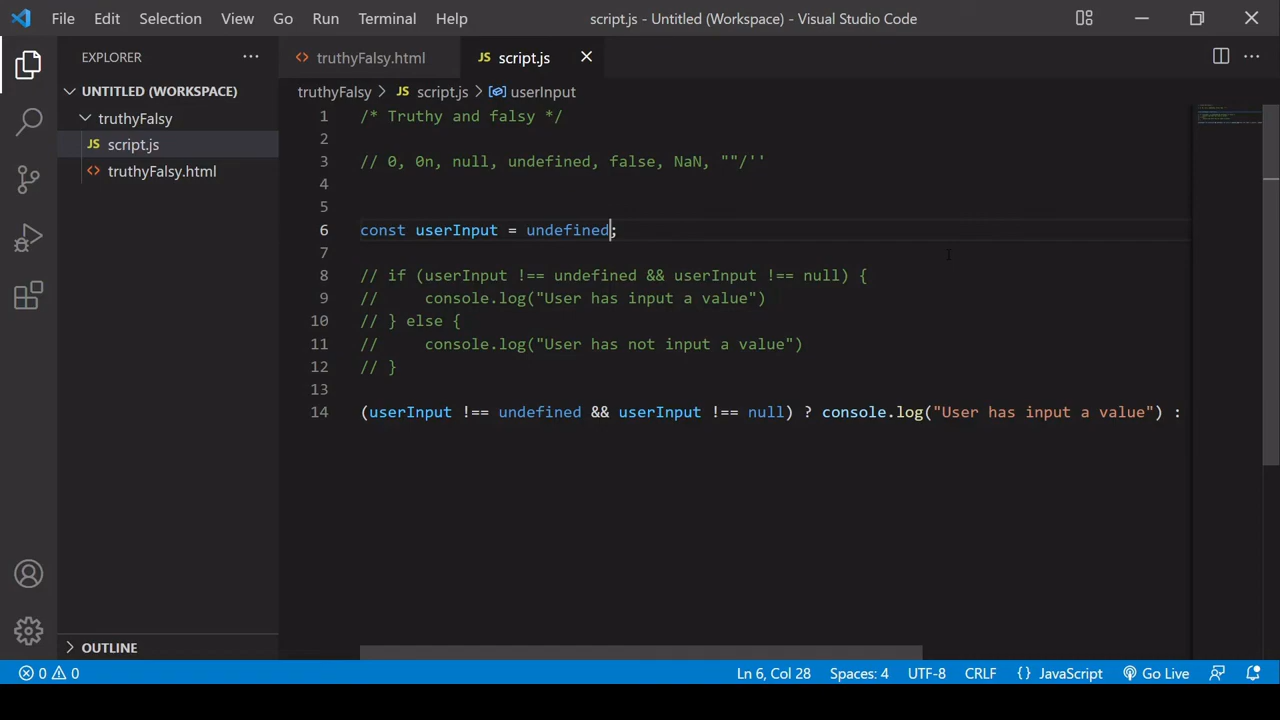 File Edit Selection View Go Run Terminal Help script.js - Untitled (Workspace) - Visual Studio Code
EXPLORER ··· <> truthyFalsy.html JS script.js × ···
UNTITLED (WORKSPACE) truthyFalsy > JS script.js > userInput
truthyFalsy
JS script.js
<> truthyFalsy.html
1 /* Truthy and falsy */
2
3 // 0, 0n, null, undefined, false, NaN, ""/''
4
5
6 const userInput = undefined;
7
8 // if (userInput !== undefined && userInput !== null) {
9 //     console.log("User has input a value")
10 // } else {
11 //     console.log("User has not input a value")
12 // }
13
14 (userInput !== undefined && userInput !== null) ? console.log("User has input a value") :
OUTLINE
0 0 Ln 6, Col 28 Spaces: 4 UTF-8 CRLF {} JavaScript Go Live